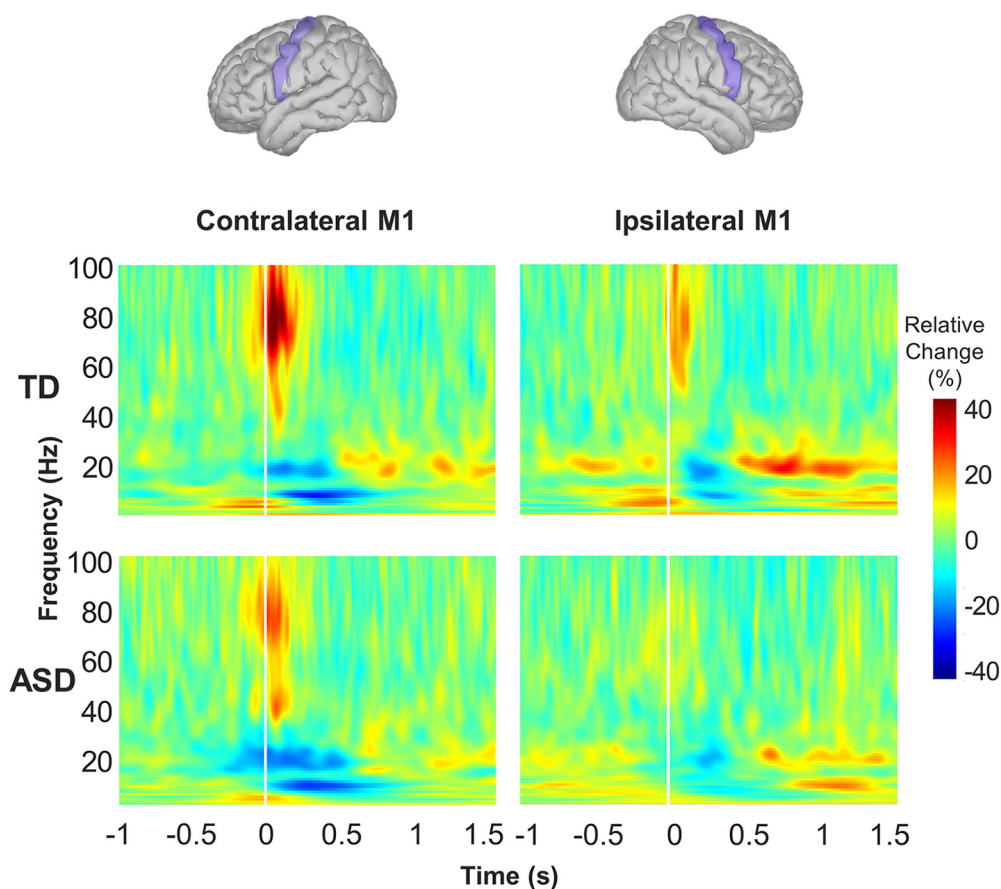 Contralateral M1
Ipsilateral M1
100
80
60
40
20
TD
Frequency (Hz)
Relative
Change
(%)
40
20
0
-20
-40
100
80
60
40
20
ASD
-1 -0.5 0 0.5 1 1.5
-1 -0.5 0 0.5 1 1.5
Time (s)